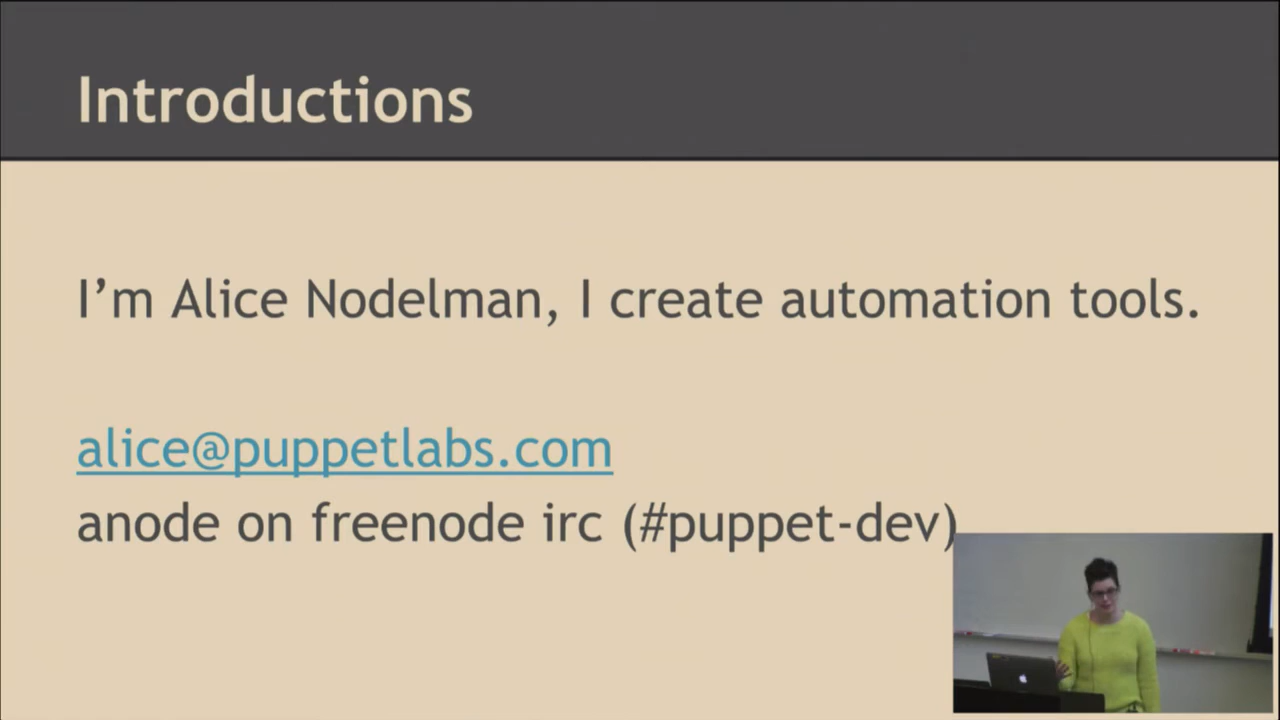 Introductions
I’m Alice Nodelman, I create automation tools.
alice@puppetlabs.com
anode on freenode irc (#puppet-dev)